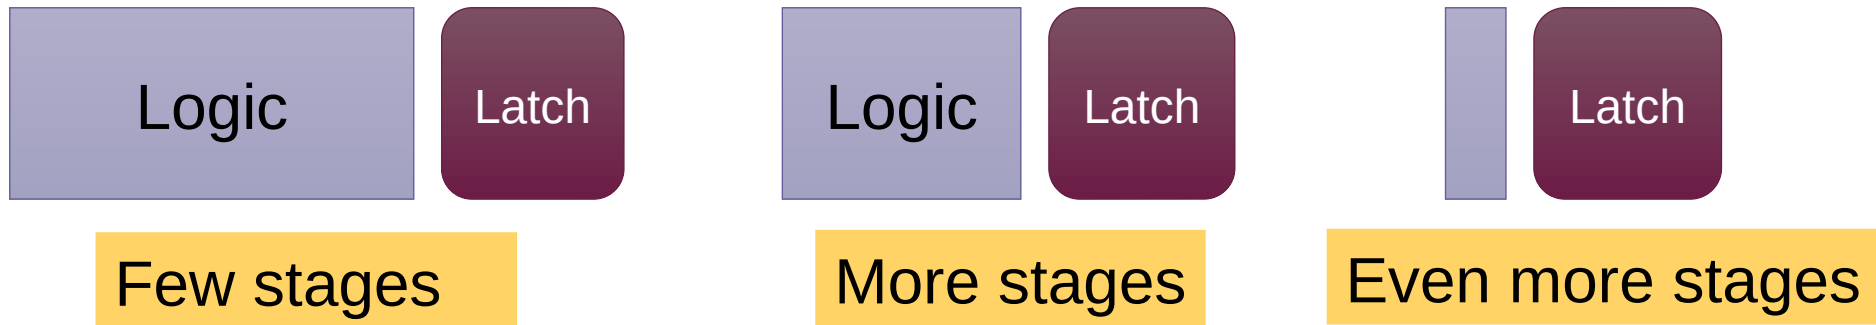 Logic
Latch
Logic
Latch
Latch
Few stages
More stages
Even more stages